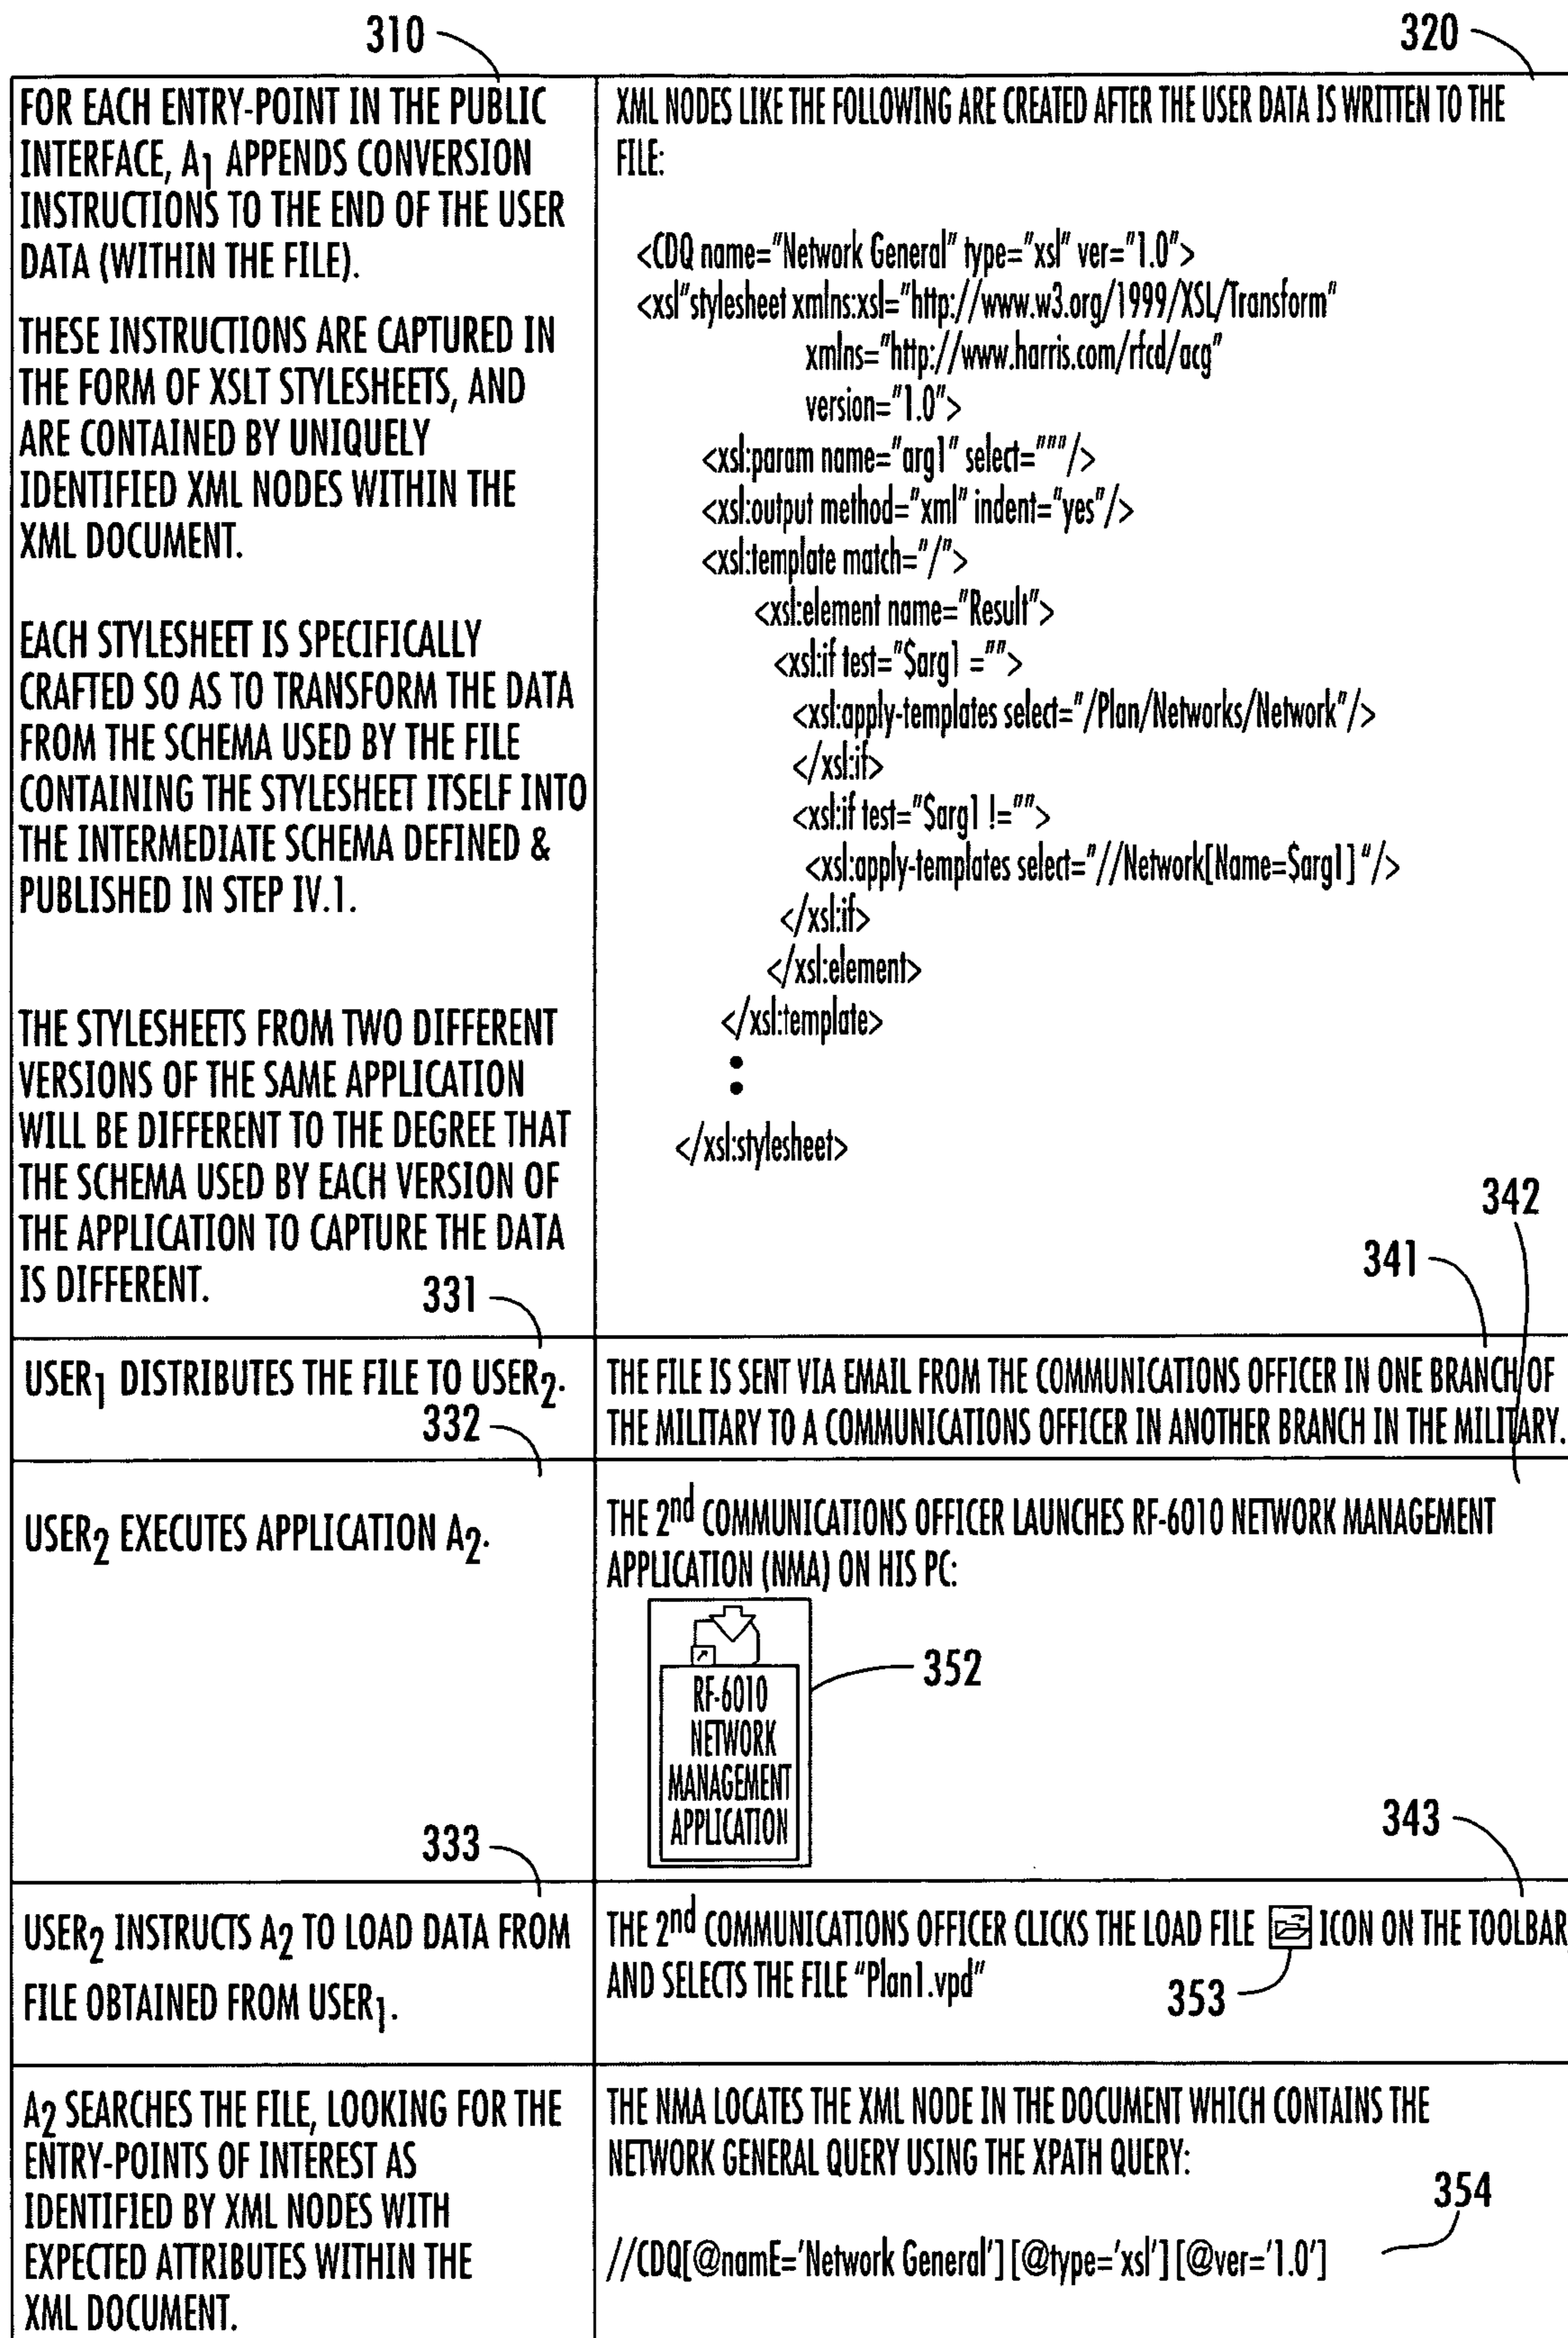 310
320
FOR EACH ENTRY-POINT IN THE PUBLIC
INTERFACE, A1 APPENDS CONVERSION
INSTRUCTIONS TO THE END OF THE USER
DATA (WITHIN THE FILE).
THESE INSTRUCTIONS ARE CAPTURED IN
THE FORM OF XSLT STYLESHEETS, AND
ARE CONTAINED BY UNIQUELY
IDENTIFIED XML NODES WITHIN THE
XML DOCUMENT.
EACH STYLESHEET IS SPECIFICALLY
CRAFTED SO AS TO TRANSFORM THE DATA
FROM THE SCHEMA USED BY THE FILE
CONTAINING THE STYLESHEET ITSELF INTO
THE INTERMEDIATE SCHEMA DEFINED &
PUBLISHED IN STEP IV.1.
THE STYLESHEETS FROM TWO DIFFERENT
VERSIONS OF THE SAME APPLICATION
WILL BE DIFFERENT TO THE DEGREE THAT
THE SCHEMA USED BY EACH VERSION OF
THE APPLICATION TO CAPTURE THE DATA
IS DIFFERENT.
XML NODES LIKE THE FOLLOWING ARE CREATED AFTER THE USER DATA IS WRITTEN TO THE
FILE:
<CDQ name="Network General" type="xsl" ver="1.0">
<xsl"stylesheet xmlns:xsl="http://www.w3.org/1999/XSL/Transform"
xmlns="http://www.harris.com/rfcd/acg"
version="1.0">
<xsl:param name="arg1" select="""/>
<xsl:output method="xml" indent="yes"/>
<xsl:template match="/">
<xsl:element name="Result">
<xsl:if test="$arg1 ="">
<xsl:apply-templates select="/Plan/Networks/Network"/>
</xsl:if>
<xsl:if test="$arg1 !="">
<xsl:apply-templates select="//Network[Name=$arg1] "/>
</xsl:if>
</xsl:element>
</xsl:template>
</xsl:stylesheet>
331
341
342
USER1 DISTRIBUTES THE FILE TO USER2.
THE FILE IS SENT VIA EMAIL FROM THE COMMUNICATIONS OFFICER IN ONE BRANCH OF
THE MILITARY TO A COMMUNICATIONS OFFICER IN ANOTHER BRANCH IN THE MILITARY.
332
USER2 EXECUTES APPLICATION A2.
THE 2nd COMMUNICATIONS OFFICER LAUNCHES RF-6010 NETWORK MANAGEMENT
APPLICATION (NMA) ON HIS PC:
RF-6010
NETWORK
MANAGEMENT
APPLICATION
352
333
343
USER2 INSTRUCTS A2 TO LOAD DATA FROM
FILE OBTAINED FROM USER1.
THE 2nd COMMUNICATIONS OFFICER CLICKS THE LOAD FILE ICON ON THE TOOLBAR
AND SELECTS THE FILE "Plan1.vpd"
353
A2 SEARCHES THE FILE, LOOKING FOR THE
ENTRY-POINTS OF INTEREST AS
IDENTIFIED BY XML NODES WITH
EXPECTED ATTRIBUTES WITHIN THE
XML DOCUMENT.
THE NMA LOCATES THE XML NODE IN THE DOCUMENT WHICH CONTAINS THE
NETWORK GENERAL QUERY USING THE XPATH QUERY:
354
//CDQ[@namE='Network General'] [@type='xsl'] [@ver='1.0']